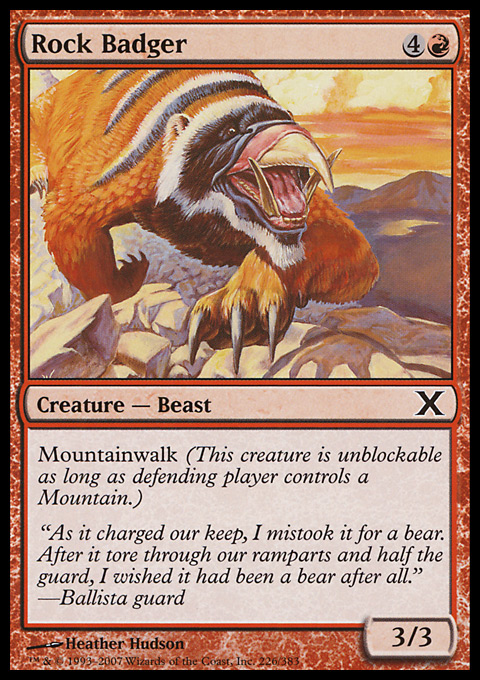 Rock Badger 4
Creature — Beast X
Mountainwalk (This creature is unblockable
as long as defending player controls a
Mountain.)
“As it charged our keep, I mistook it for a bear.
After it tore through our ramparts and half the
guard, I wished it had been a bear after all.”
—Ballista guard
3/3
Heather Hudson
™ & © 1993–2007 Wizards of the Coast, Inc. 226/383